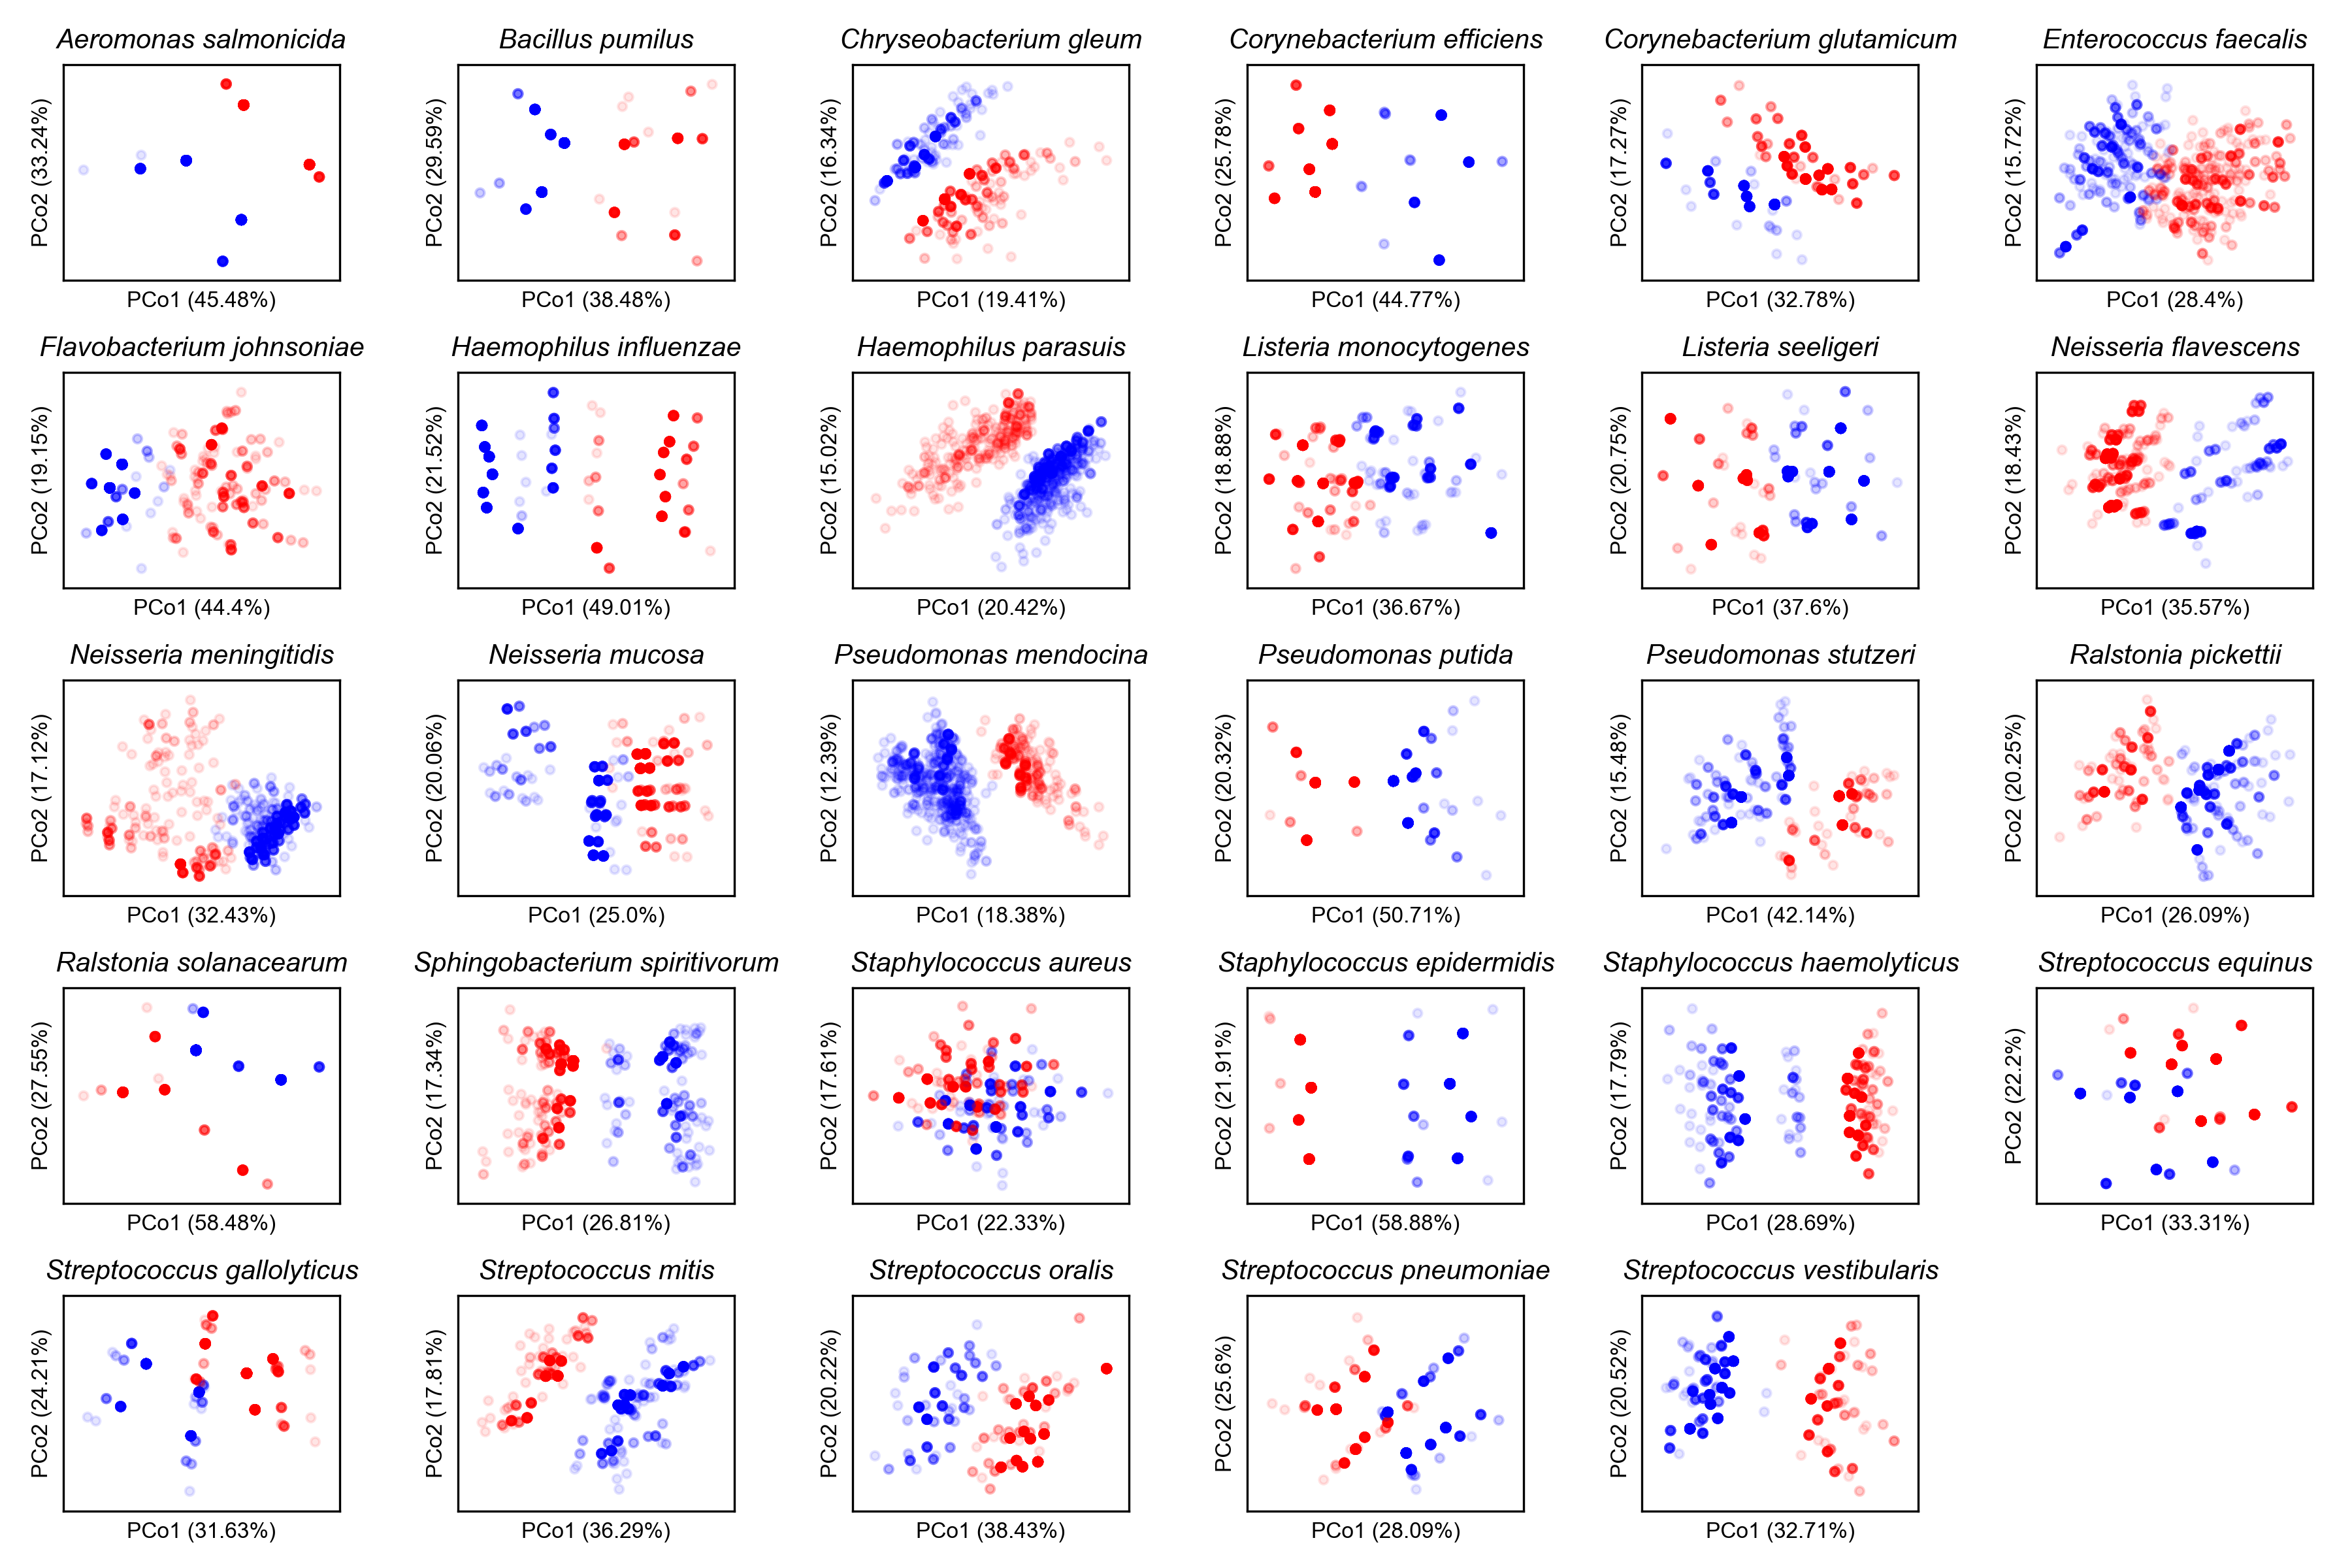 Aeromonas salmonicida
PCo2 (33.24%)
PCo1 (45.48%)
Bacillus pumilus
PCo2 (29.59%)
PCo1 (38.48%)
Chryseobacterium gleum
PCo2 (16.34%)
PCo1 (19.41%)
Corynebacterium efficiens
PCo2 (25.78%)
PCo1 (44.77%)
Corynebacterium glutamicum
PCo2 (17.27%)
PCo1 (32.78%)
Enterococcus faecalis
PCo2 (15.72%)
PCo1 (28.4%)
Flavobacterium johnsoniae
PCo2 (19.15%)
PCo1 (44.4%)
Haemophilus influenzae
PCo2 (21.52%)
PCo1 (49.01%)
Haemophilus parasuis
PCo2 (15.02%)
PCo1 (20.42%)
Listeria monocytogenes
PCo2 (18.88%)
PCo1 (36.67%)
Listeria seeligeri
PCo2 (20.75%)
PCo1 (37.6%)
Neisseria flavescens
PCo2 (18.43%)
PCo1 (35.57%)
Neisseria meningitidis
PCo2 (17.12%)
PCo1 (32.43%)
Neisseria mucosa
PCo2 (20.06%)
PCo1 (25.0%)
Pseudomonas mendocina
PCo2 (12.39%)
PCo1 (18.38%)
Pseudomonas putida
PCo2 (20.32%)
PCo1 (50.71%)
Pseudomonas stutzeri
PCo2 (15.48%)
PCo1 (42.14%)
Ralstonia pickettii
PCo2 (20.25%)
PCo1 (26.09%)
Ralstonia solanacearum
PCo2 (27.55%)
PCo1 (58.48%)
Sphingobacterium spiritivorum
PCo2 (17.34%)
PCo1 (26.81%)
Staphylococcus aureus
PCo2 (17.61%)
PCo1 (22.33%)
Staphylococcus epidermidis
PCo2 (21.91%)
PCo1 (58.88%)
Staphylococcus haemolyticus
PCo2 (17.79%)
PCo1 (28.69%)
Streptococcus equinus
PCo2 (22.2%)
PCo1 (33.31%)
Streptococcus gallolyticus
PCo2 (24.21%)
PCo1 (31.63%)
Streptococcus mitis
PCo2 (17.81%)
PCo1 (36.29%)
Streptococcus oralis
PCo2 (20.22%)
PCo1 (38.43%)
Streptococcus pneumoniae
PCo2 (25.6%)
PCo1 (28.09%)
Streptococcus vestibularis
PCo2 (20.52%)
PCo1 (32.71%)